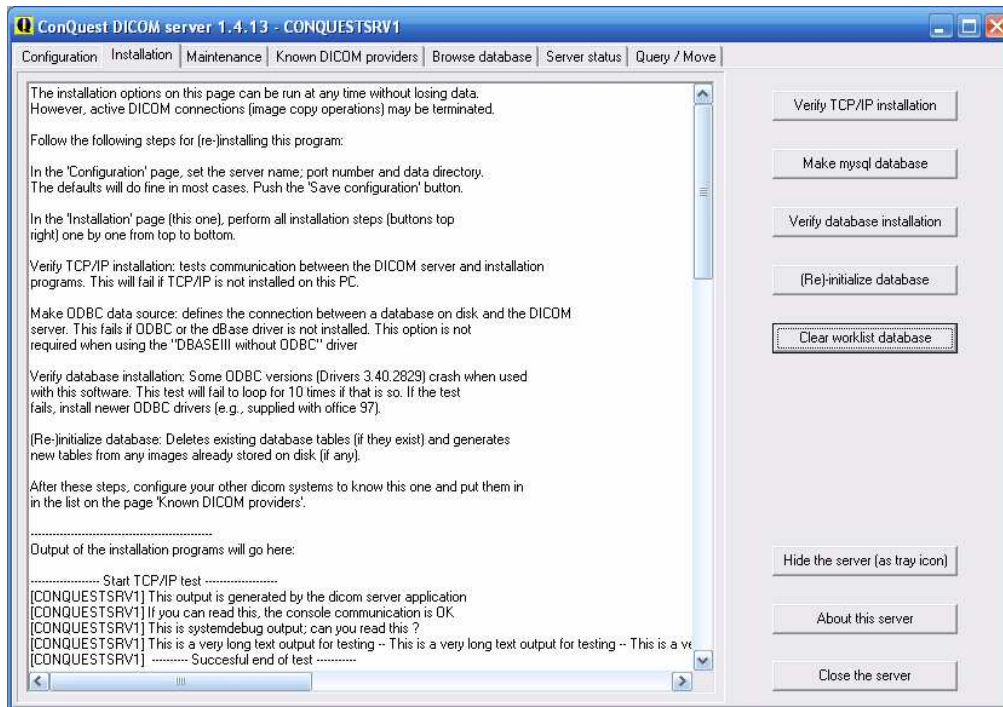 ConQuest DICOM server 1.4.13 - CONQUESTSRV1
Configuration Installation Maintenance Known DICOM providers Browse database Server status Query / Move
The installation options on this page can be run at any time without losing data.
However, active DICOM connections (image copy operations) may be terminated.
Follow the following steps for (re-)installing this program:
In the 'Configuration' page, set the server name; port number and data directory.
The defaults will do fine in most cases. Push the 'Save configuration' button.
In the 'Installation' page (this one), perform all installation steps (buttons top
right) one by one from top to bottom.
Verify TCP/IP installation: tests communication between the DICOM server and installation
programs. This will fail if TCP/IP is not installed on this PC.
Make ODBC data source: defines the connection between a database on disk and the DICOM
server. This fails if ODBC or the dBase driver is not installed. This option is not
required when using the "DBASEIII without ODBC" driver
Verify database installation: Some ODBC versions (Drivers 3.40.2829) crash when used
with this software. This test will fail to loop for 10 times if that is so. If the test
fails, install newer ODBC drivers (e.g., supplied with office 97).
(Re-)initialize database: Deletes existing database tables (if they exist) and generates
new tables from any images already stored on disk (if any).
After these steps, configure your other dicom systems to know this one and put them in
in the list on the page 'Known DICOM providers'.
--------------------------------------------------
Output of the installation programs will go here:
------------------- Start TCP/IP test --------------------
[CONQUESTSRV1] This output is generated by the dicom server application
[CONQUESTSRV1] If you can read this, the console communication is OK
[CONQUESTSRV1] This is systemdebug output; can you read this ?
[CONQUESTSRV1] This is a very long text output for testing -- This is a very long text output for testing -- This is a ve
[CONQUESTSRV1] ---------- Succesful end of test -----------
Verify TCP/IP installation
Make mysql database
Verify database installation
(Re)-initialize database
Clear worklist database
Hide the server (as tray icon)
About this server
Close the server